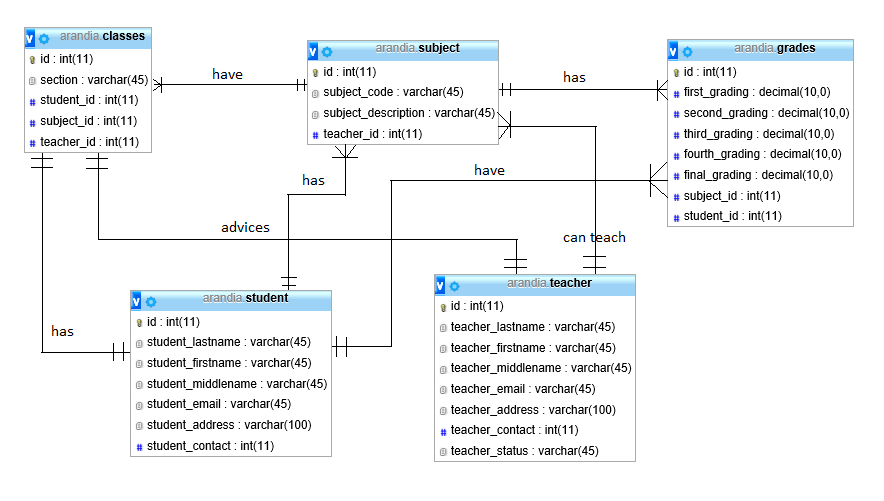 arandia.classes
id : int(11)
section : varchar(45)
student_id : int(11)
subject_id : int(11)
teacher_id : int(11)
have
arandia.subject
id : int(11)
subject_code : varchar(45)
subject_description : varchar(45)
teacher_id : int(11)
has
arandia.grades
id : int(11)
first_grading : decimal(10,0)
second_grading : decimal(10,0)
third_grading : decimal(10,0)
fourth_grading : decimal(10,0)
final_grading : decimal(10,0)
subject_id : int(11)
student_id : int(11)
has
have
advices
can teach
has
arandia.student
id : int(11)
student_lastname : varchar(45)
student_firstname : varchar(45)
student_middlename : varchar(45)
student_email : varchar(45)
student_address : varchar(100)
student_contact : int(11)
arandia.teacher
id : int(11)
teacher_lastname : varchar(45)
teacher_firstname : varchar(45)
teacher_middlename : varchar(45)
teacher_email : varchar(45)
teacher_address : varchar(100)
teacher_contact : int(11)
teacher_status : varchar(45)